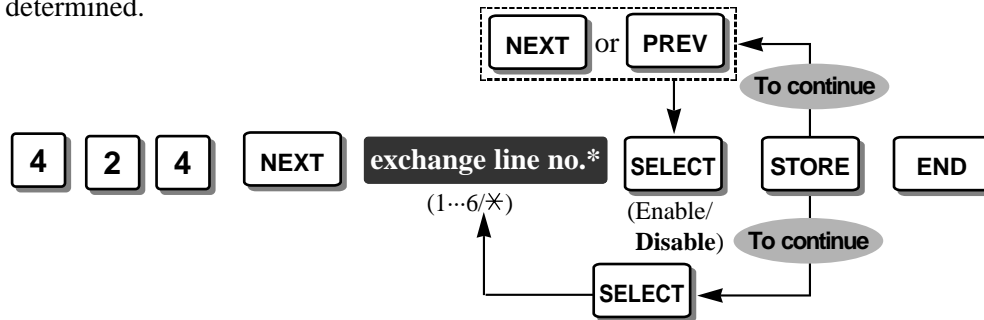 determined.
NEXT or PREV
To continue
4 2 4 NEXT exchange line no.* SELECT STORE END
(1···6/✳)
(Enable/
Disable)
To continue
SELECT